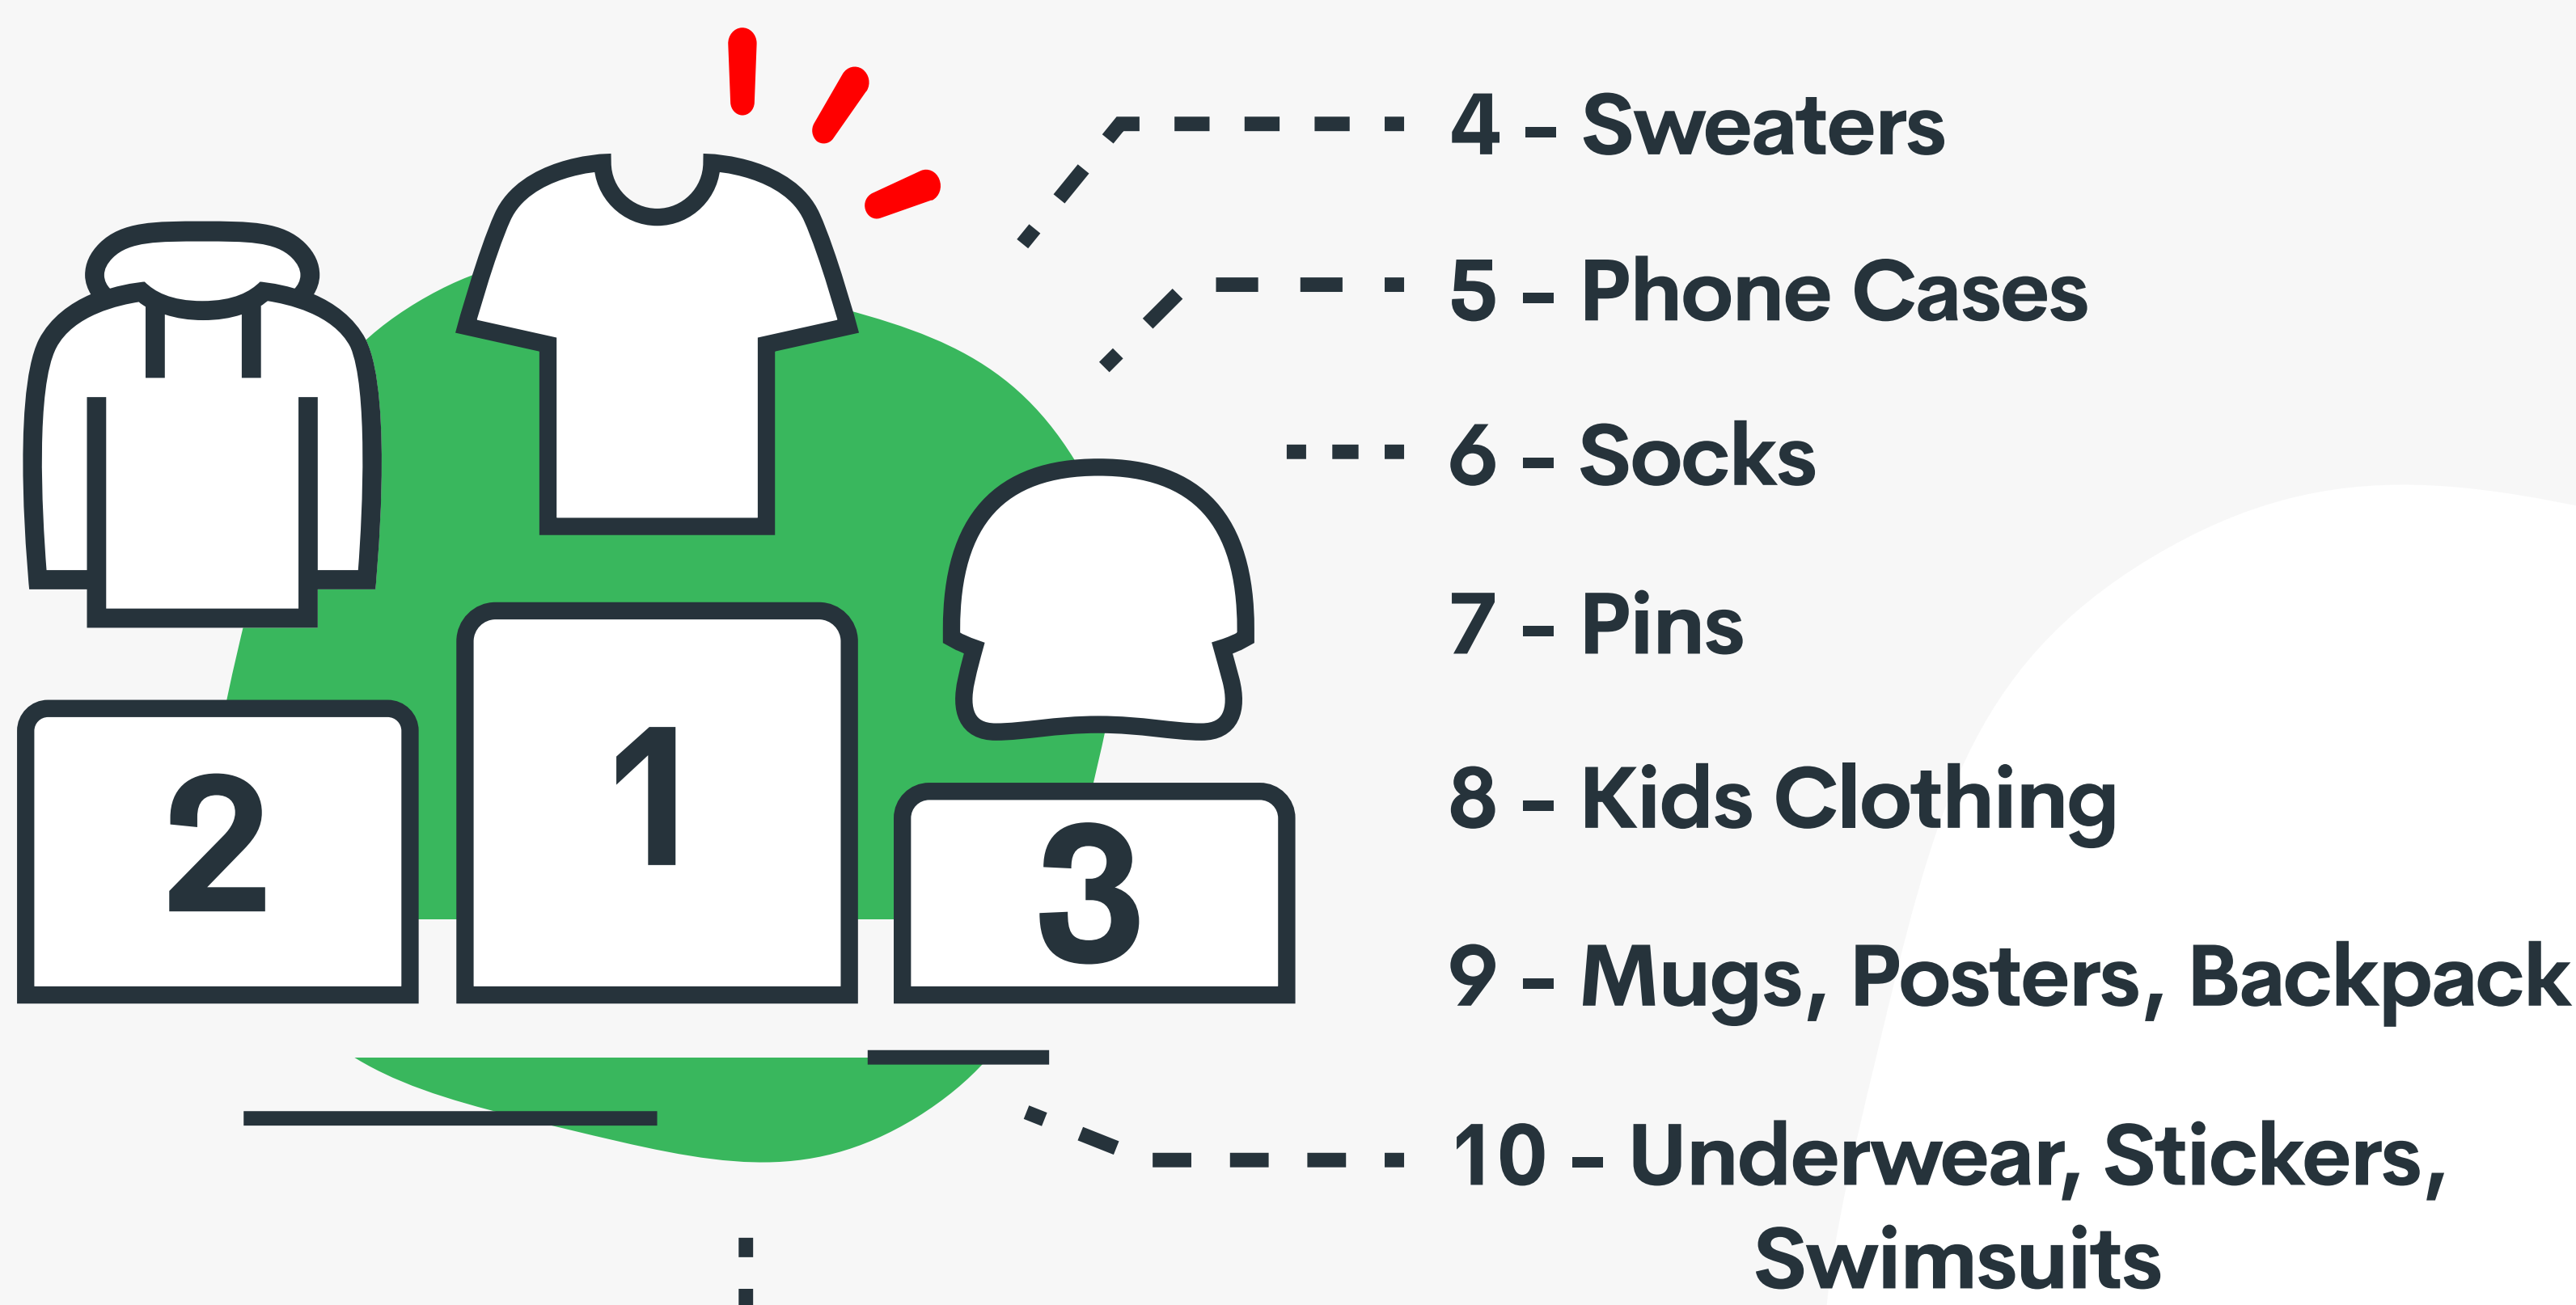 4 - Sweaters
5 - Phone Cases
6 - Socks
7 - Pins
8 - Kids Clothing
9 - Mugs, Posters, Backpack
10 - Underwear, Stickers,
Swimsuits
2
1
3